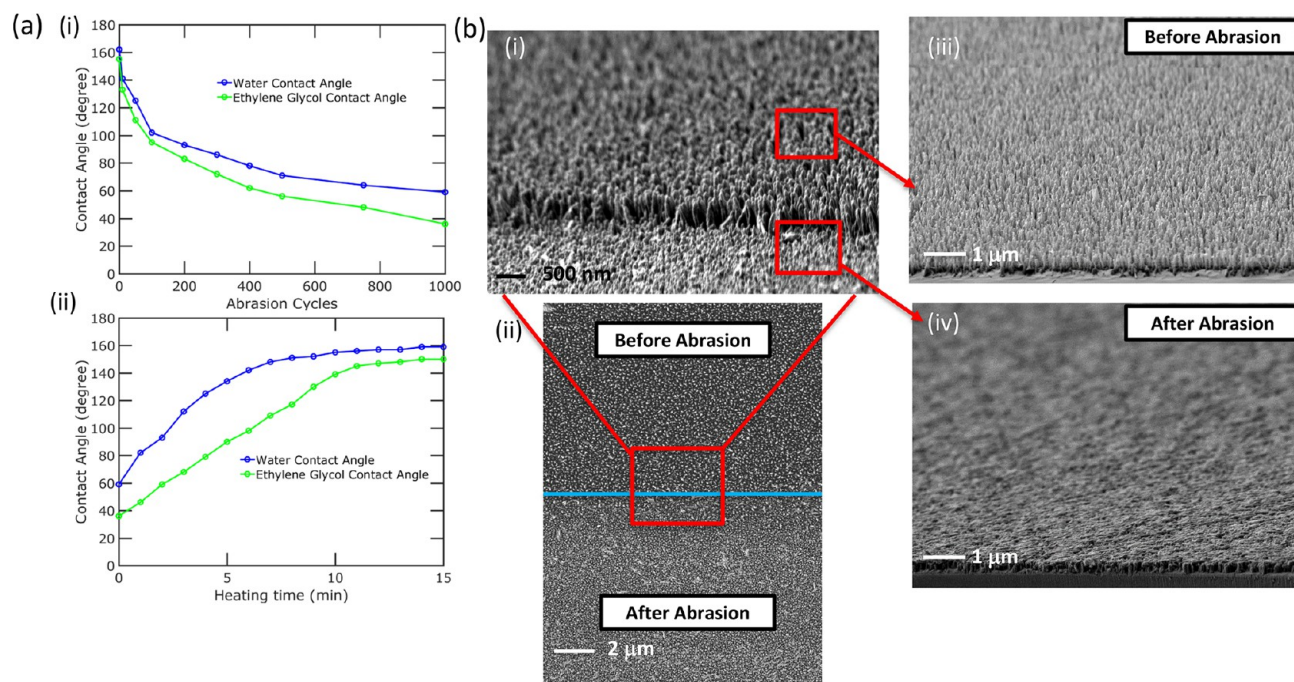 (a) (i)
180
160
140
120
100
80
60
40
20
0
Contact Angle (degree)
Water Contact Angle
Ethylene Glycol Contact Angle
0 200 400 600 800 1000
Abrasion Cycles
(ii)
180
160
140
120
100
80
60
40
20
0
Contact Angle (degree)
Water Contact Angle
Ethylene Glycol Contact Angle
0 5 10 15
Heating time (min)
(b)
(i)
500 nm
(ii)
Before Abrasion
After Abrasion
2 μm
(iii)
Before Abrasion
1 μm
(iv)
After Abrasion
1 μm